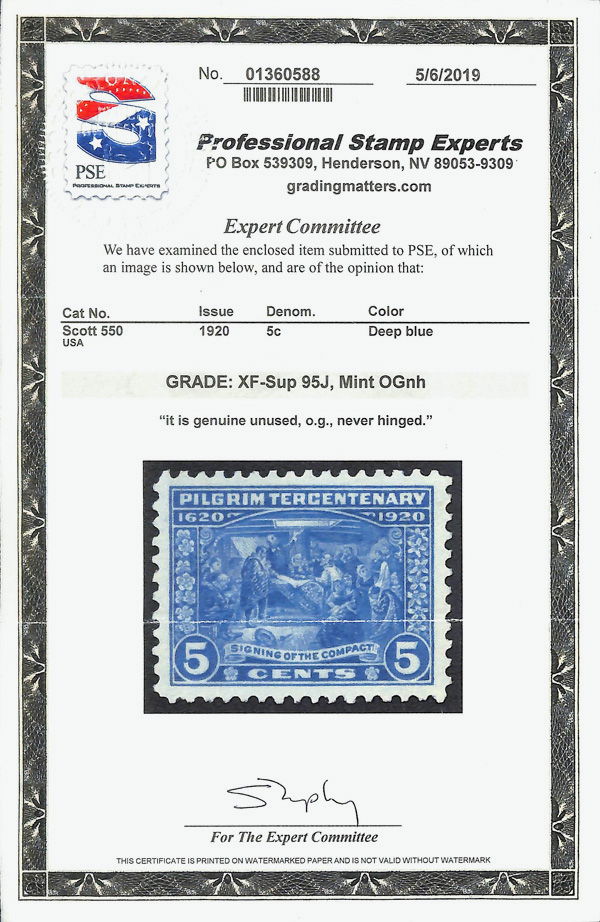 No. 01360588 5/6/2019
PSE
PROFESSIONAL STAMP EXPERTS
Professional Stamp Experts
PO Box 539309, Henderson, NV 89053-9309
gradingmatters.com
Expert Committee
We have examined the enclosed item submitted to PSE, of which
an image is shown below, and are of the opinion that:
Cat No. Issue Denom. Color
Scott 550 1920 5c Deep blue
USA
GRADE: XF-Sup 95J, Mint OGnh
“it is genuine unused, o.g., never hinged.”
PILGRIM TERCENTENARY
1620 1920
SIGNING OF THE COMPACT
5 CENTS 5
For The Expert Committee
THIS CERTIFICATE IS PRINTED ON WATERMARKED PAPER AND IS NOT VALID WITHOUT WATERMARK